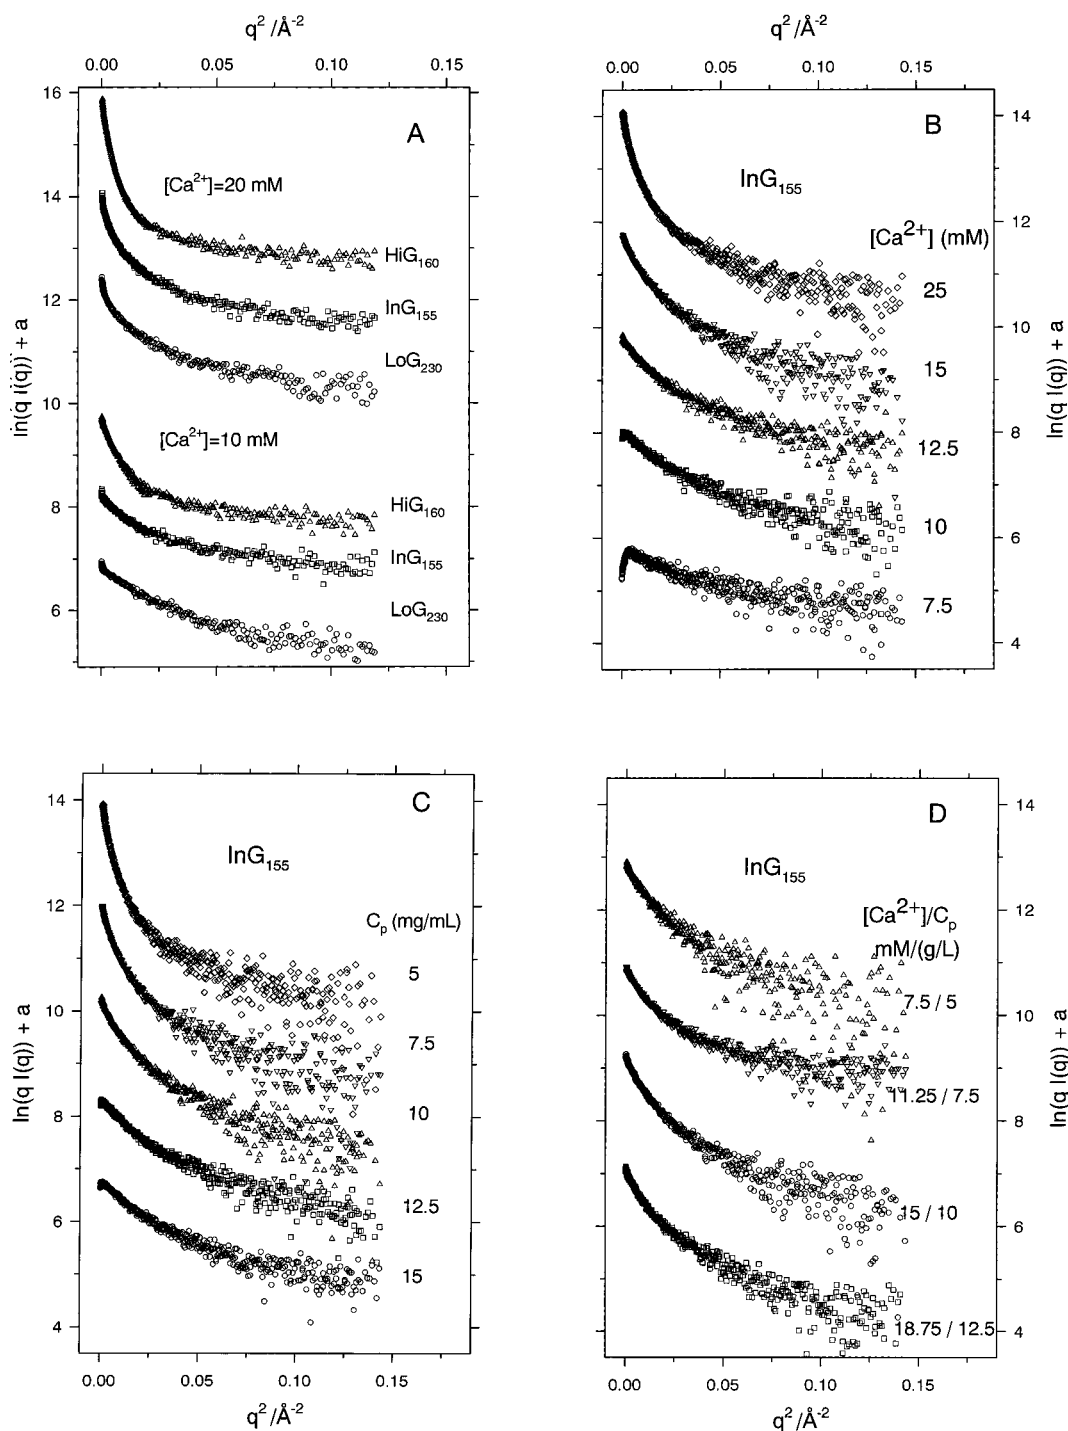 q²/Å⁻²
0.00 0.05 0.10 0.15
16
14
12
10
8
6
ln(q I(q)) + a
A
[Ca²⁺]=20 mM
HiG₁₆₀
InG₁₅₅
LoG₂₃₀
[Ca²⁺]=10 mM
HiG₁₆₀
InG₁₅₅
LoG₂₃₀
q²/Å⁻²
0.00 0.05 0.10 0.15
B
InG₁₅₅
[Ca²⁺] (mM)
25
15
12.5
10
7.5
14
12
10
8
6
4
ln(q I(q)) + a
C
InG₁₅₅
Cₚ (mg/mL)
5
7.5
10
12.5
15
14
12
10
8
6
4
ln(q I(q)) + a
0.00 0.05 0.10 0.15
q²/Å⁻²
D
InG₁₅₅
[Ca²⁺]/Cₚ
mM/(g/L)
7.5 / 5
11.25 / 7.5
15 / 10
18.75 / 12.5
14
12
10
8
6
4
ln(q I(q)) + a
0.00 0.05 0.10 0.15
q²/Å⁻²